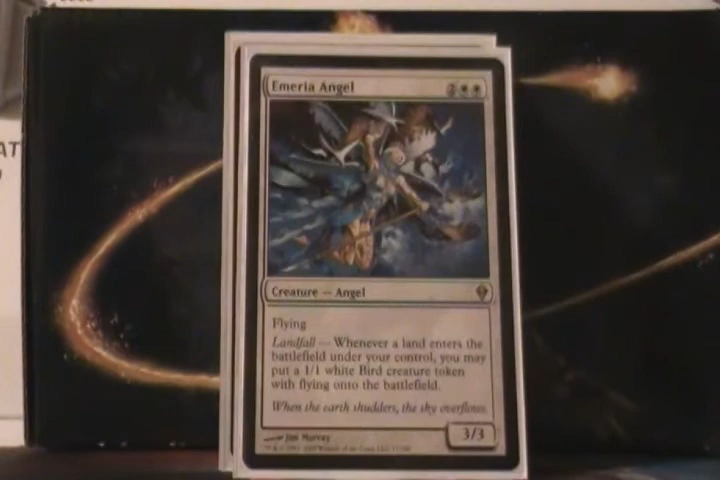 AT
Emeria Angel
2
Creature — Angel
Flying
Landfall — Whenever a land enters the
battlefield under your control, you may
put a 1/1 white Bird creature token
with flying onto the battlefield.
When the earth shudders, the sky overflows.
Jim Murray
3/3